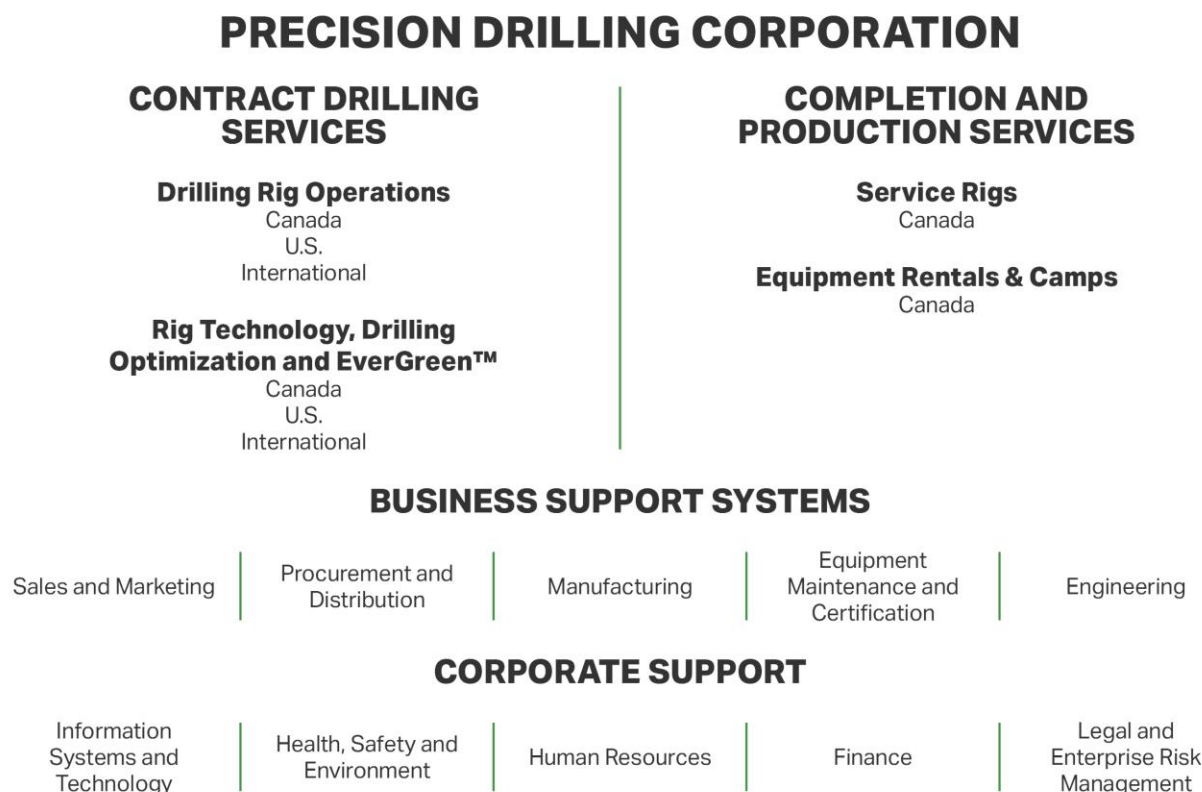 PRECISION DRILLING CORPORATION
CONTRACT DRILLING
SERVICES
Drilling Rig Operations
Canada
U.S.
International
Rig Technology, Drilling
Optimization and EverGreen™
Canada
U.S.
International
COMPLETION AND
PRODUCTION SERVICES
Service Rigs
Canada
Equipment Rentals & Camps
Canada
BUSINESS SUPPORT SYSTEMS
Sales and Marketing
Procurement and
Distribution
Manufacturing
Equipment
Maintenance and
Certification
Engineering
CORPORATE SUPPORT
Information
Systems and
Technology
Health, Safety and
Environment
Human Resources
Finance
Legal and
Enterprise Risk
Management